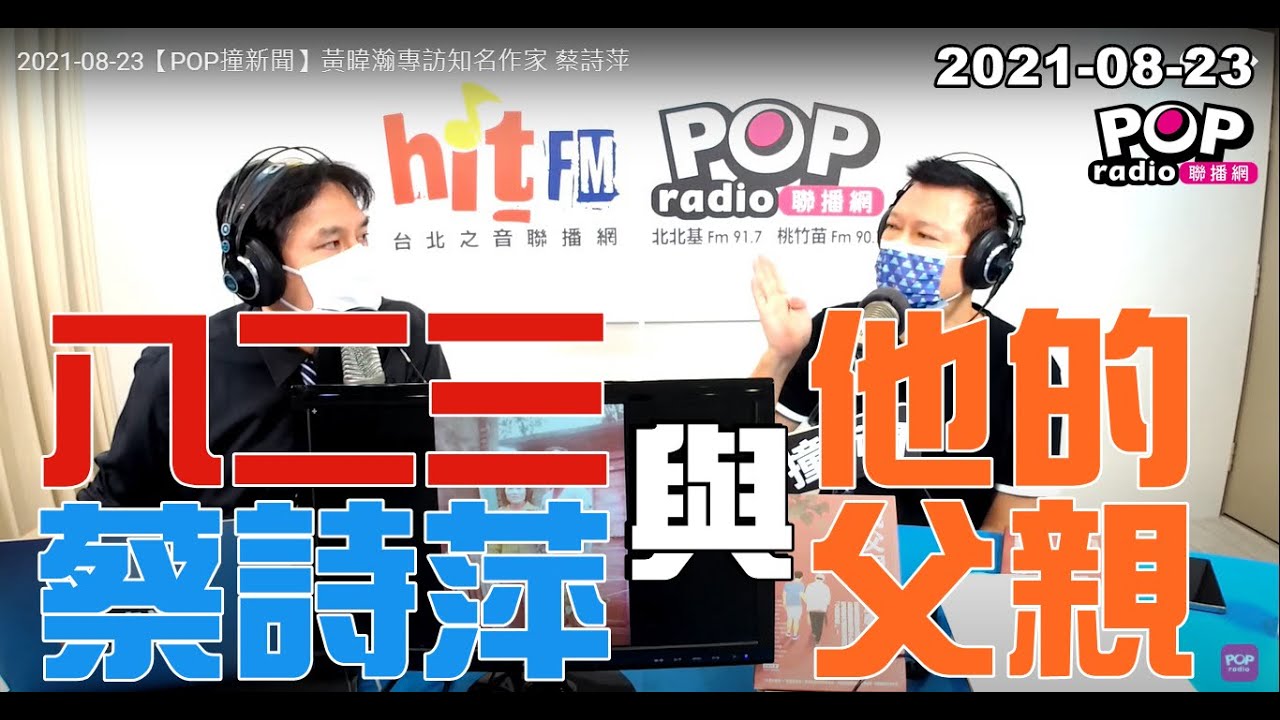 2021-08-23【POP撞新聞】黃暐瀚專訪知名作家 蔡詩萍
2021-08-23
POP
radio 聯播網
hit FM
台北之音聯播網
POP
radio 聯播網
北北基 Fm 91.7 桃竹苗 Fm 90.
八二三
蔡詩萍
與
他的
父親
撞
POP
radio